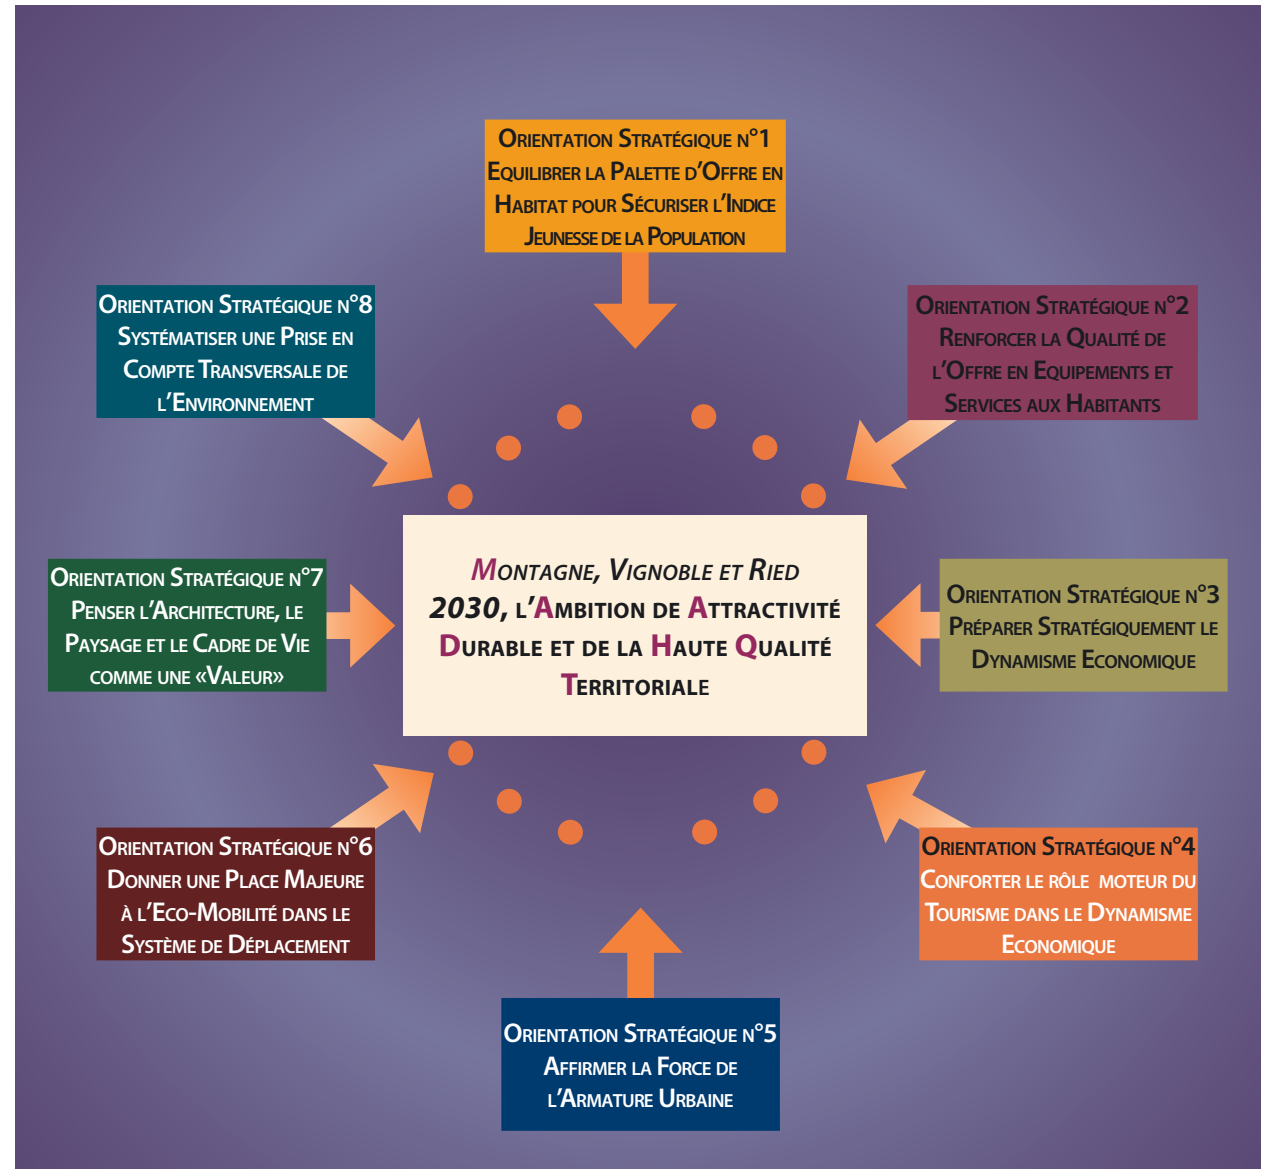 Orientation Stratégique n°1
Equilibrer la Palette d'Offre en
Habitat pour Sécuriser l'Indice
Jeunesse de la Population
Orientation Stratégique n°8
Systématiser une Prise en
Compte Transversale de
l'Environnement
Orientation Stratégique n°2
Renforcer la Qualité de
l'Offre en Equipements et
Services aux Habitants
Orientation Stratégique n°7
Penser l'Architecture, le
Paysage et le Cadre de Vie
comme une «Valeur»
Montagne, Vignoble et Ried
2030, l'Ambition de Attractivité
Durable et de la Haute Qualité
Territoriale
Orientation Stratégique n°3
Préparer Stratégiquement le
Dynamisme Economique
Orientation Stratégique n°6
Donner une Place Majeure
à l'Eco-Mobilité dans le
Système de Déplacement
Orientation Stratégique n°4
Conforter le rôle moteur du
Tourisme dans le Dynamisme
Economique
Orientation Stratégique n°5
Affirmer la Force de
l'Armature Urbaine